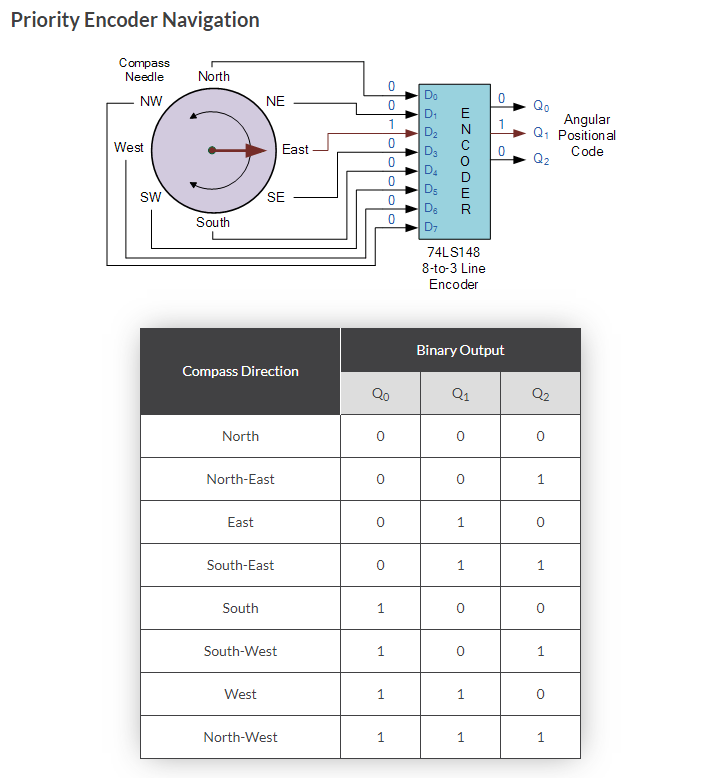 Priority Encoder Navigation
Compass
Needle
North
NW
NE
West
East
SW
SE
South
0
0
1
0
0
0
0
0
D0
D1
D2
D3
D4
D5
D6
D7
E
N
C
O
D
E
R
0
1
0
Q0
Q1
Q2
Angular
Positional
Code
74LS148
8-to-3 Line
Encoder
Compass Direction
Binary Output
Q0 Q1 Q2
North 0 0 0
North-East 0 0 1
East 0 1 0
South-East 0 1 1
South 1 0 0
South-West 1 0 1
West 1 1 0
North-West 1 1 1